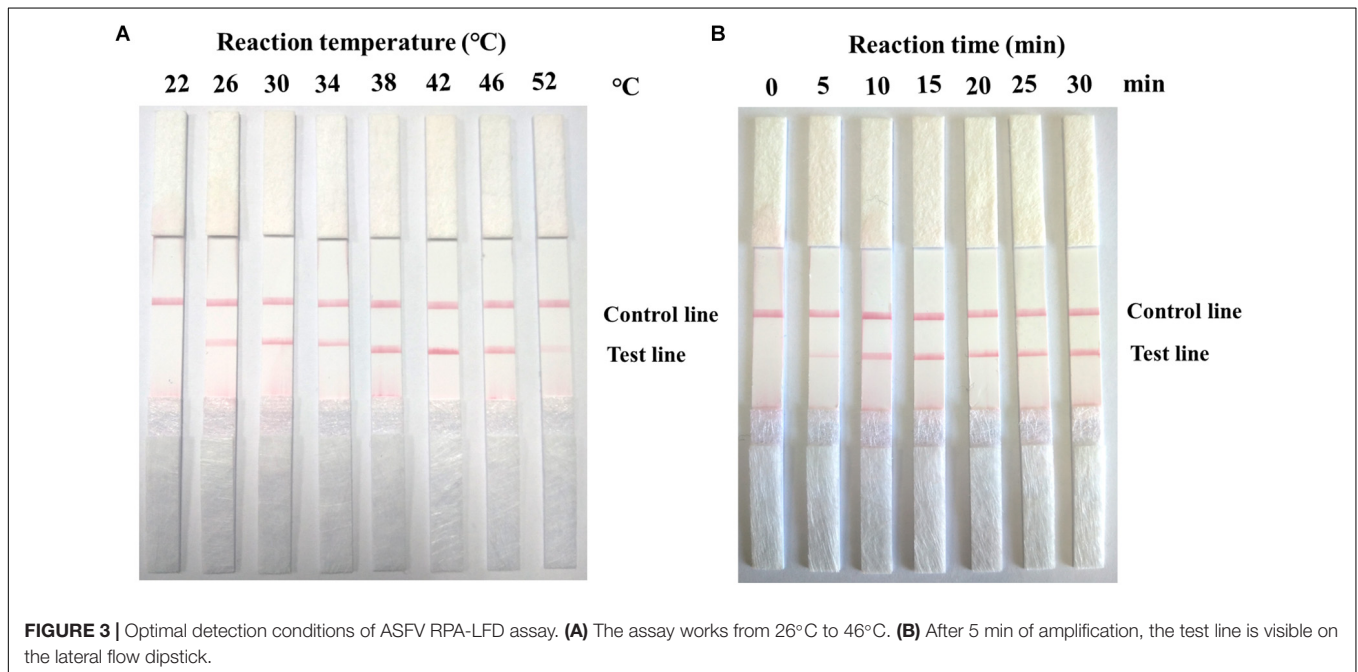 A
Reaction temperature (°C)
22 26 30 34 38 42 46 52 °C
Control line
Test line
B
Reaction time (min)
0 5 10 15 20 25 30 min
Control line
Test line
FIGURE 3 | Optimal detection conditions of ASFV RPA-LFD assay. (A) The assay works from 26°C to 46°C. (B) After 5 min of amplification, the test line is visible on
the lateral flow dipstick.